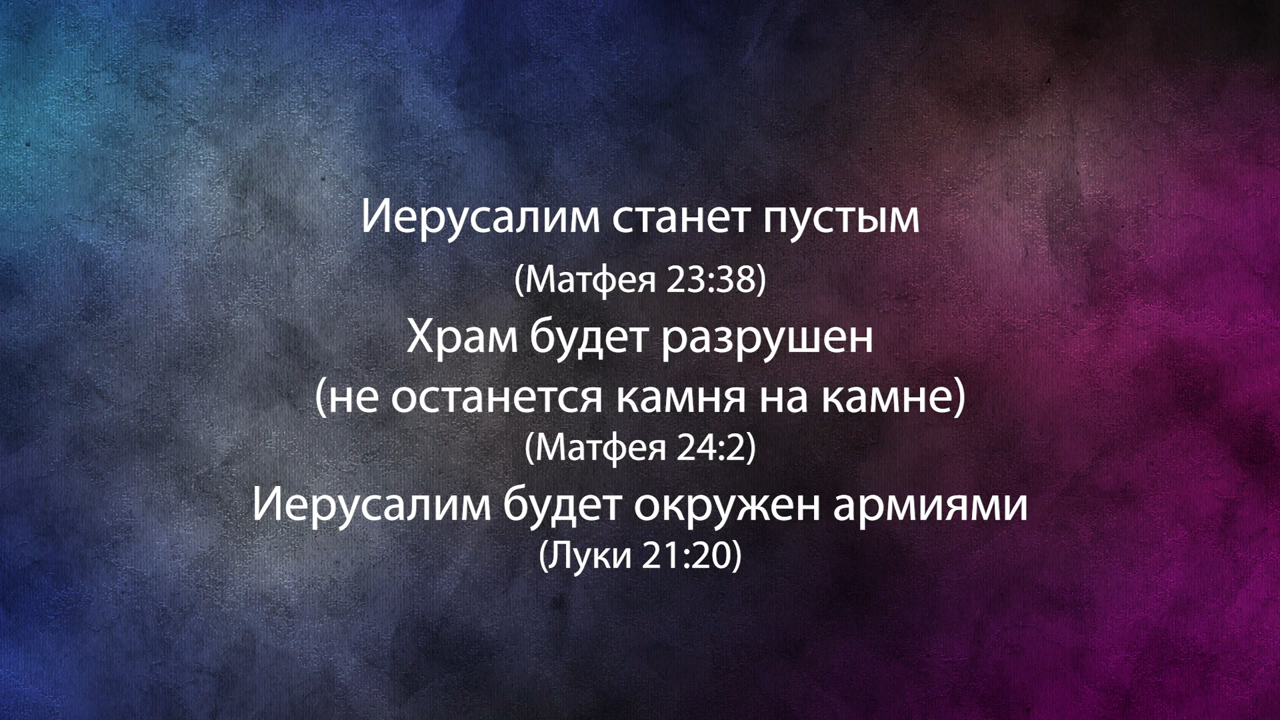 Иерусалим станет пустым
(Матфея 23:38)
Храм будет разрушен
(не останется камня на камне)
(Матфея 24:2)
Иерусалим будет окружен армиями
(Луки 21:20)